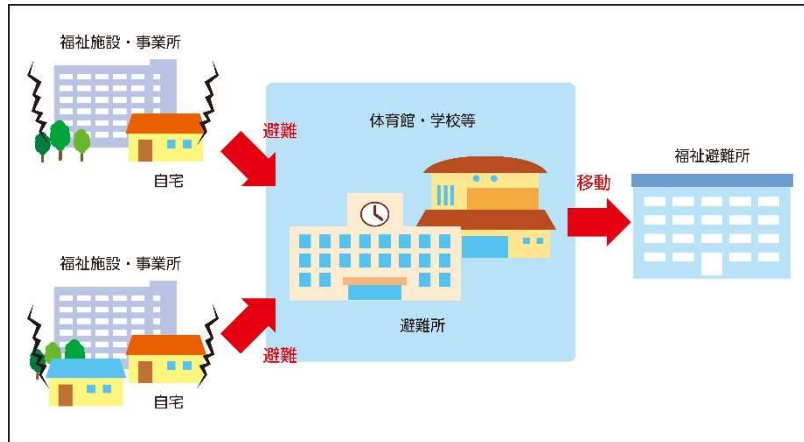 福祉施設・事業所
自宅
避難
福祉施設・事業所
自宅
避難
体育館・学校等
避難所
移動
福祉避難所